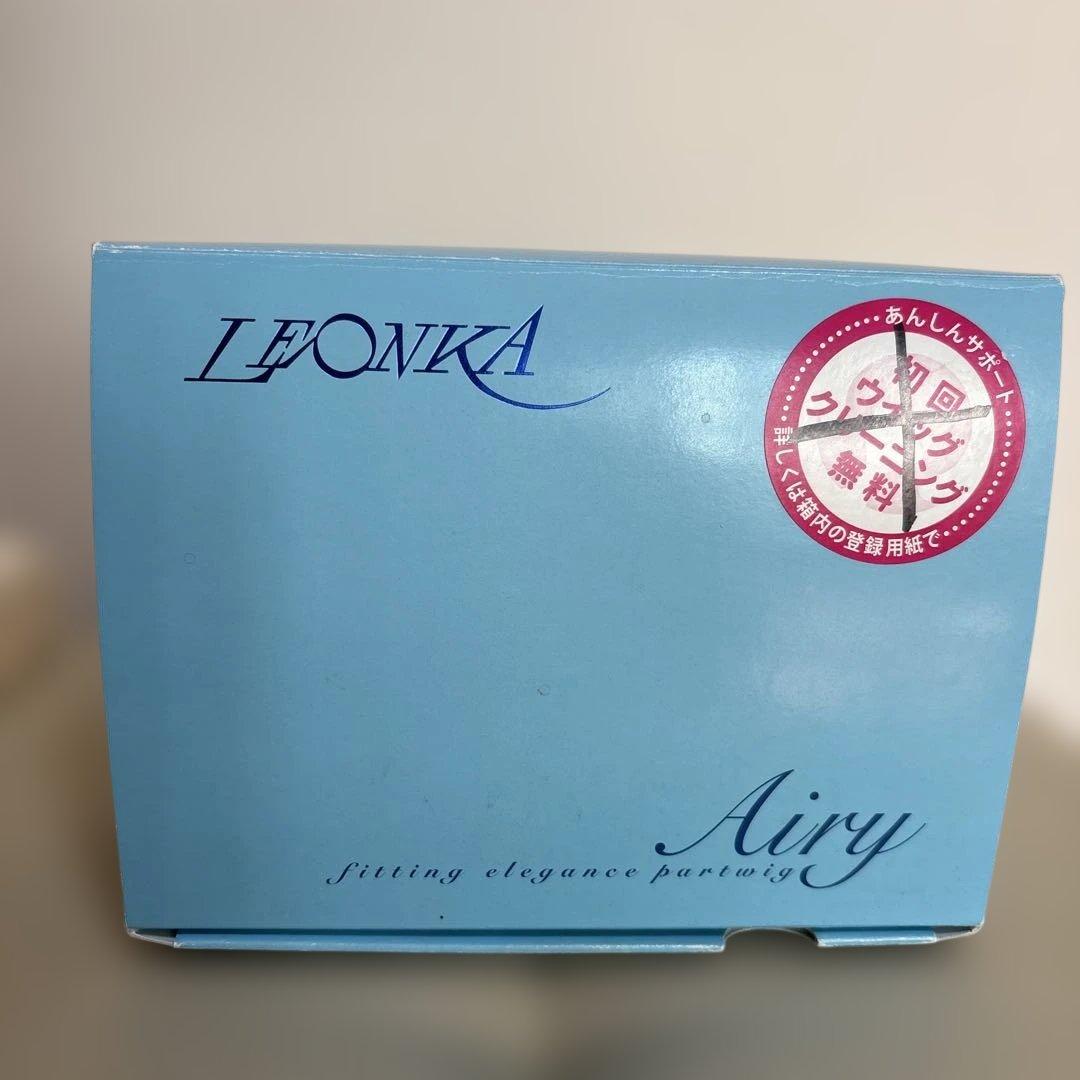 LEONKA
あんしんサポート
初回
ウィッグ
クレーニング
無料
詳しくは箱内の登録用紙で
Airy
fitting elegance partwig